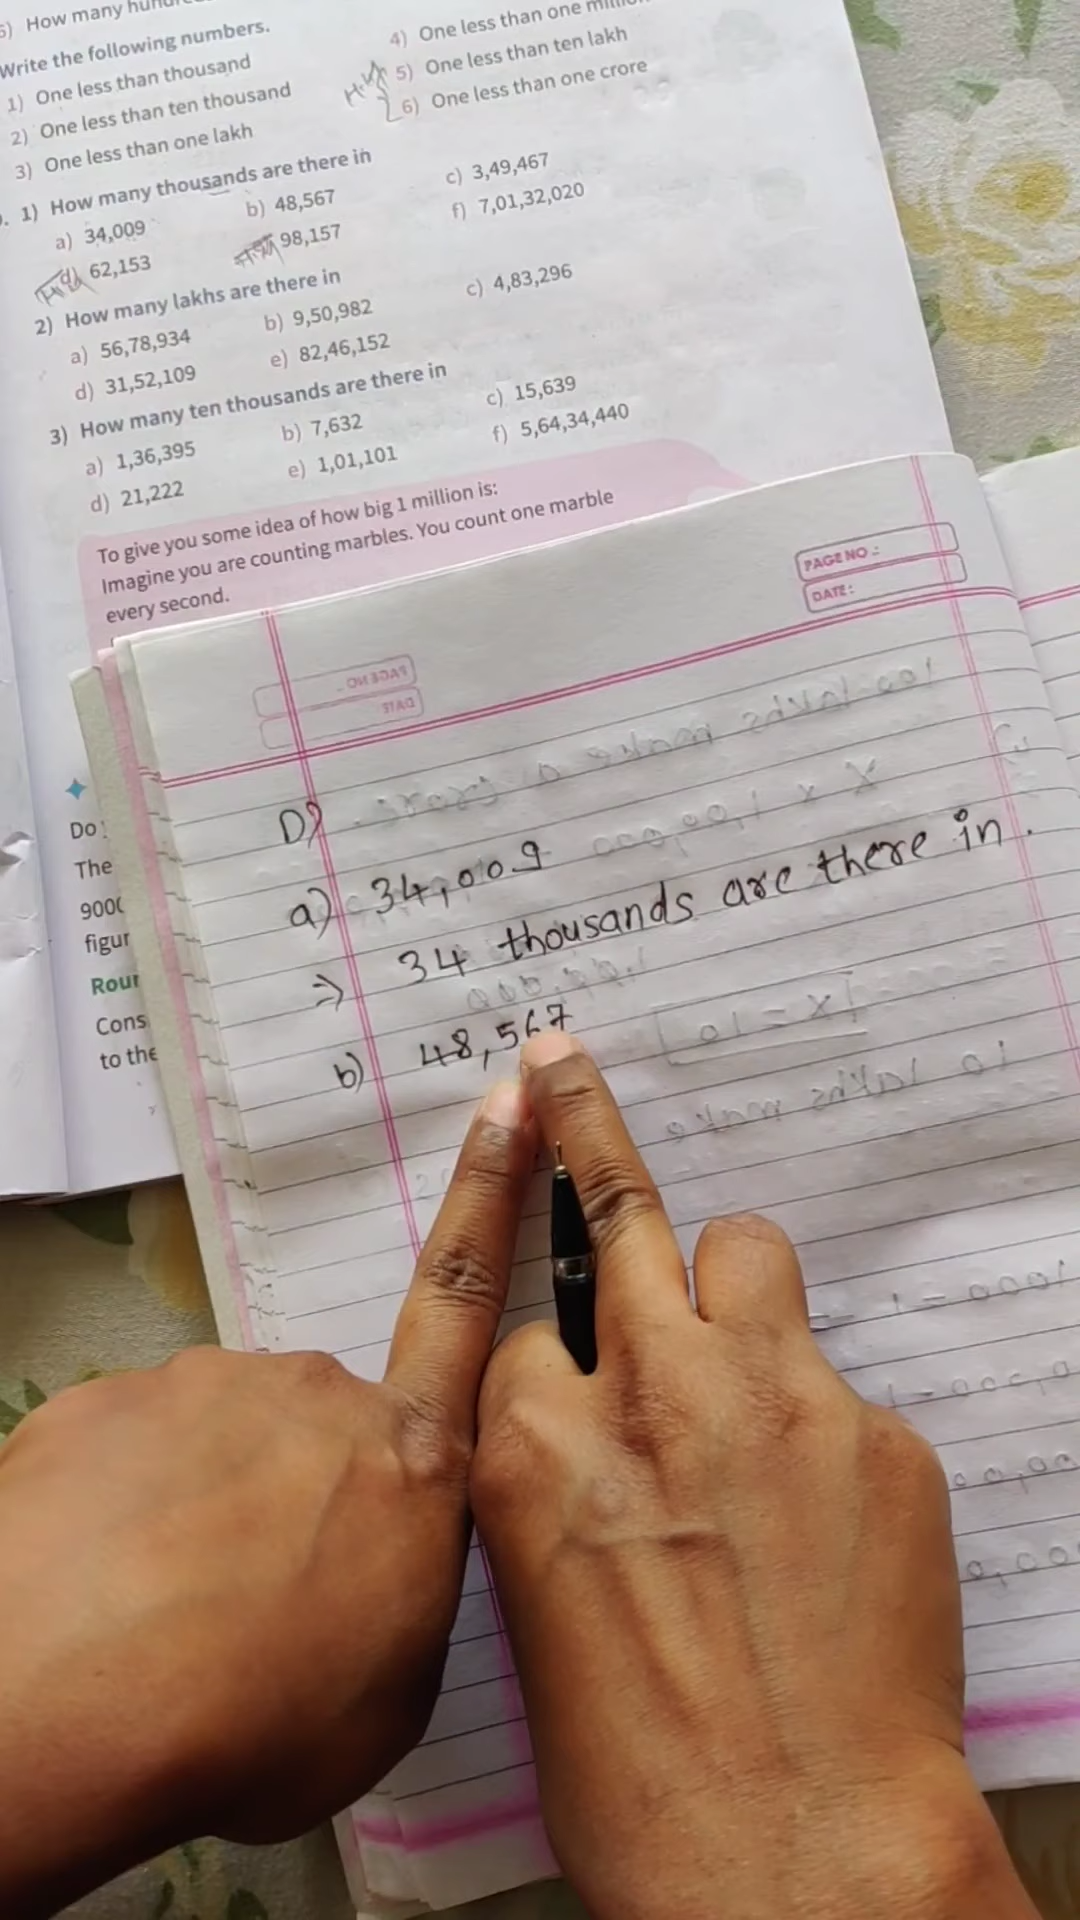 How many
Write the following numbers.
1) One less than thousand
2) One less than ten thousand
3) One less than one lakh
4) One less than one
5) One less than ten lakh
6) One less than one crore
1) How many thousands are there in
a) 34,009
b) 48,567
c) 3,49,467
d) 62,153
98,157
f) 7,01,32,020
2) How many lakhs are there in
a) 56,78,934
b) 9,50,982
c) 4,83,296
d) 31,52,109
e) 82,46,152
3) How many ten thousands are there in
a) 1,36,395
b) 7,632
c) 15,639
d) 21,222
e) 1,01,101
f) 5,64,34,440
To give you some idea of how big 1 million is:
Imagine you are counting marbles. You count one marble
every second.
PAGE NO.:
DATE:
D)
a) 34,009
⇒ 34 thousands are there in.
b) 48,567
Do
The
figur
Cons
to the